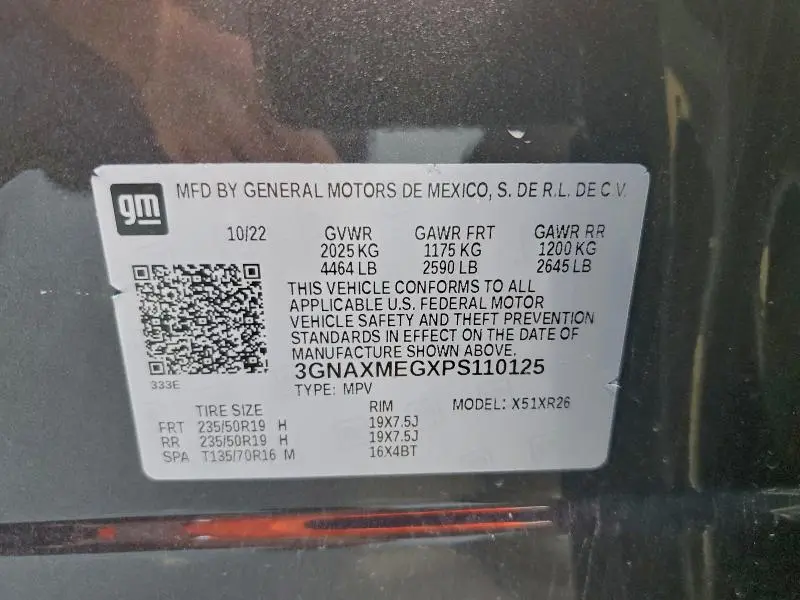 gm MFD BY GENERAL MOTORS DE MEXICO, S. DE R.L. DE C V.
10/22 GVWR GAWR FRT GAWR RR
2025 KG 1175 KG 1200 KG
4464 LB 2590 LB 2645 LB
THIS VEHICLE CONFORMS TO ALL
APPLICABLE U.S. FEDERAL MOTOR
VEHICLE SAFETY AND THEFT PREVENTION
STANDARDS IN EFFECT ON THE DATE OF
MANUFACTURE SHOWN ABOVE.
3GNAXMEGXPS110125
333E
TYPE: MPV
TIRE SIZE RIM MODEL: X51XR26
FRT 235/50R19 H 19X7.5J
RR 235/50R19 H 19X7.5J
SPA T135/70R16 M 16X4BT